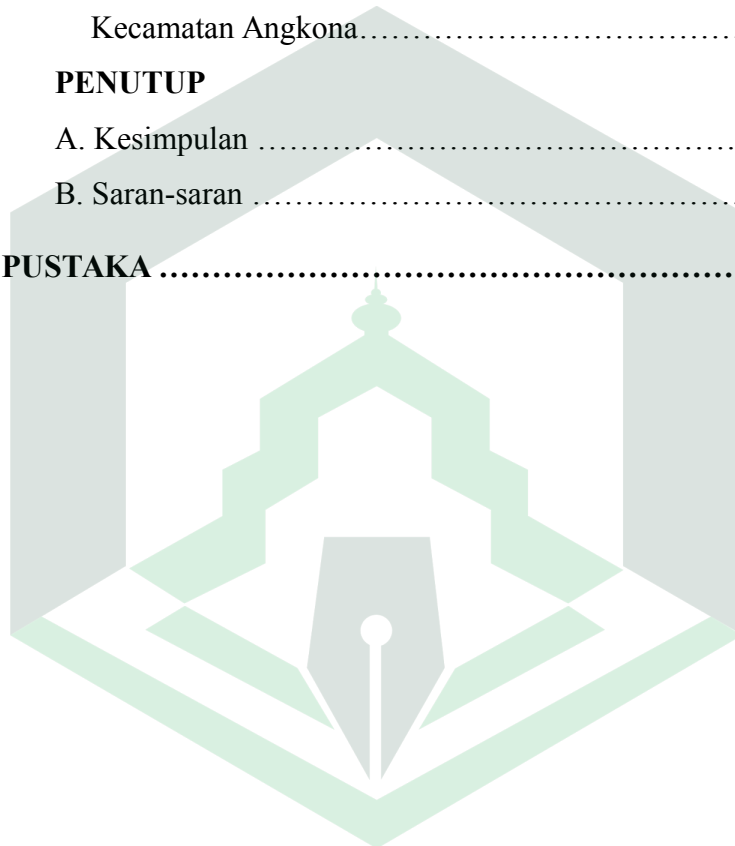 Kecamatan Angkona……………………………
PENUTUP
A. Kesimpulan ………………………………………
B. Saran-saran ………………………………………
PUSTAKA ………………………………………………